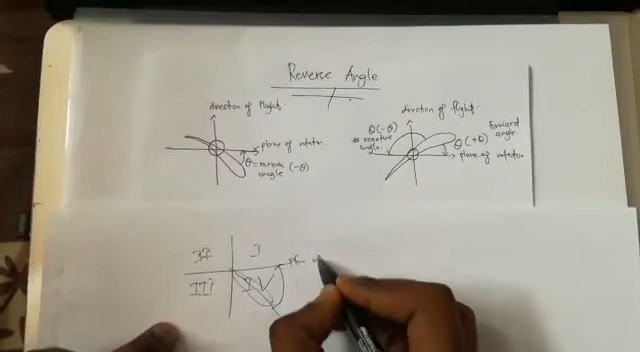 Reverse Angle
direction of flight.
plane of rotation.
θ = reverse (-θ)
angle
direction of flight.
θ(-θ)
negative
angle
forward
angle
θ(+θ)
plane of rotation
II I
III IV